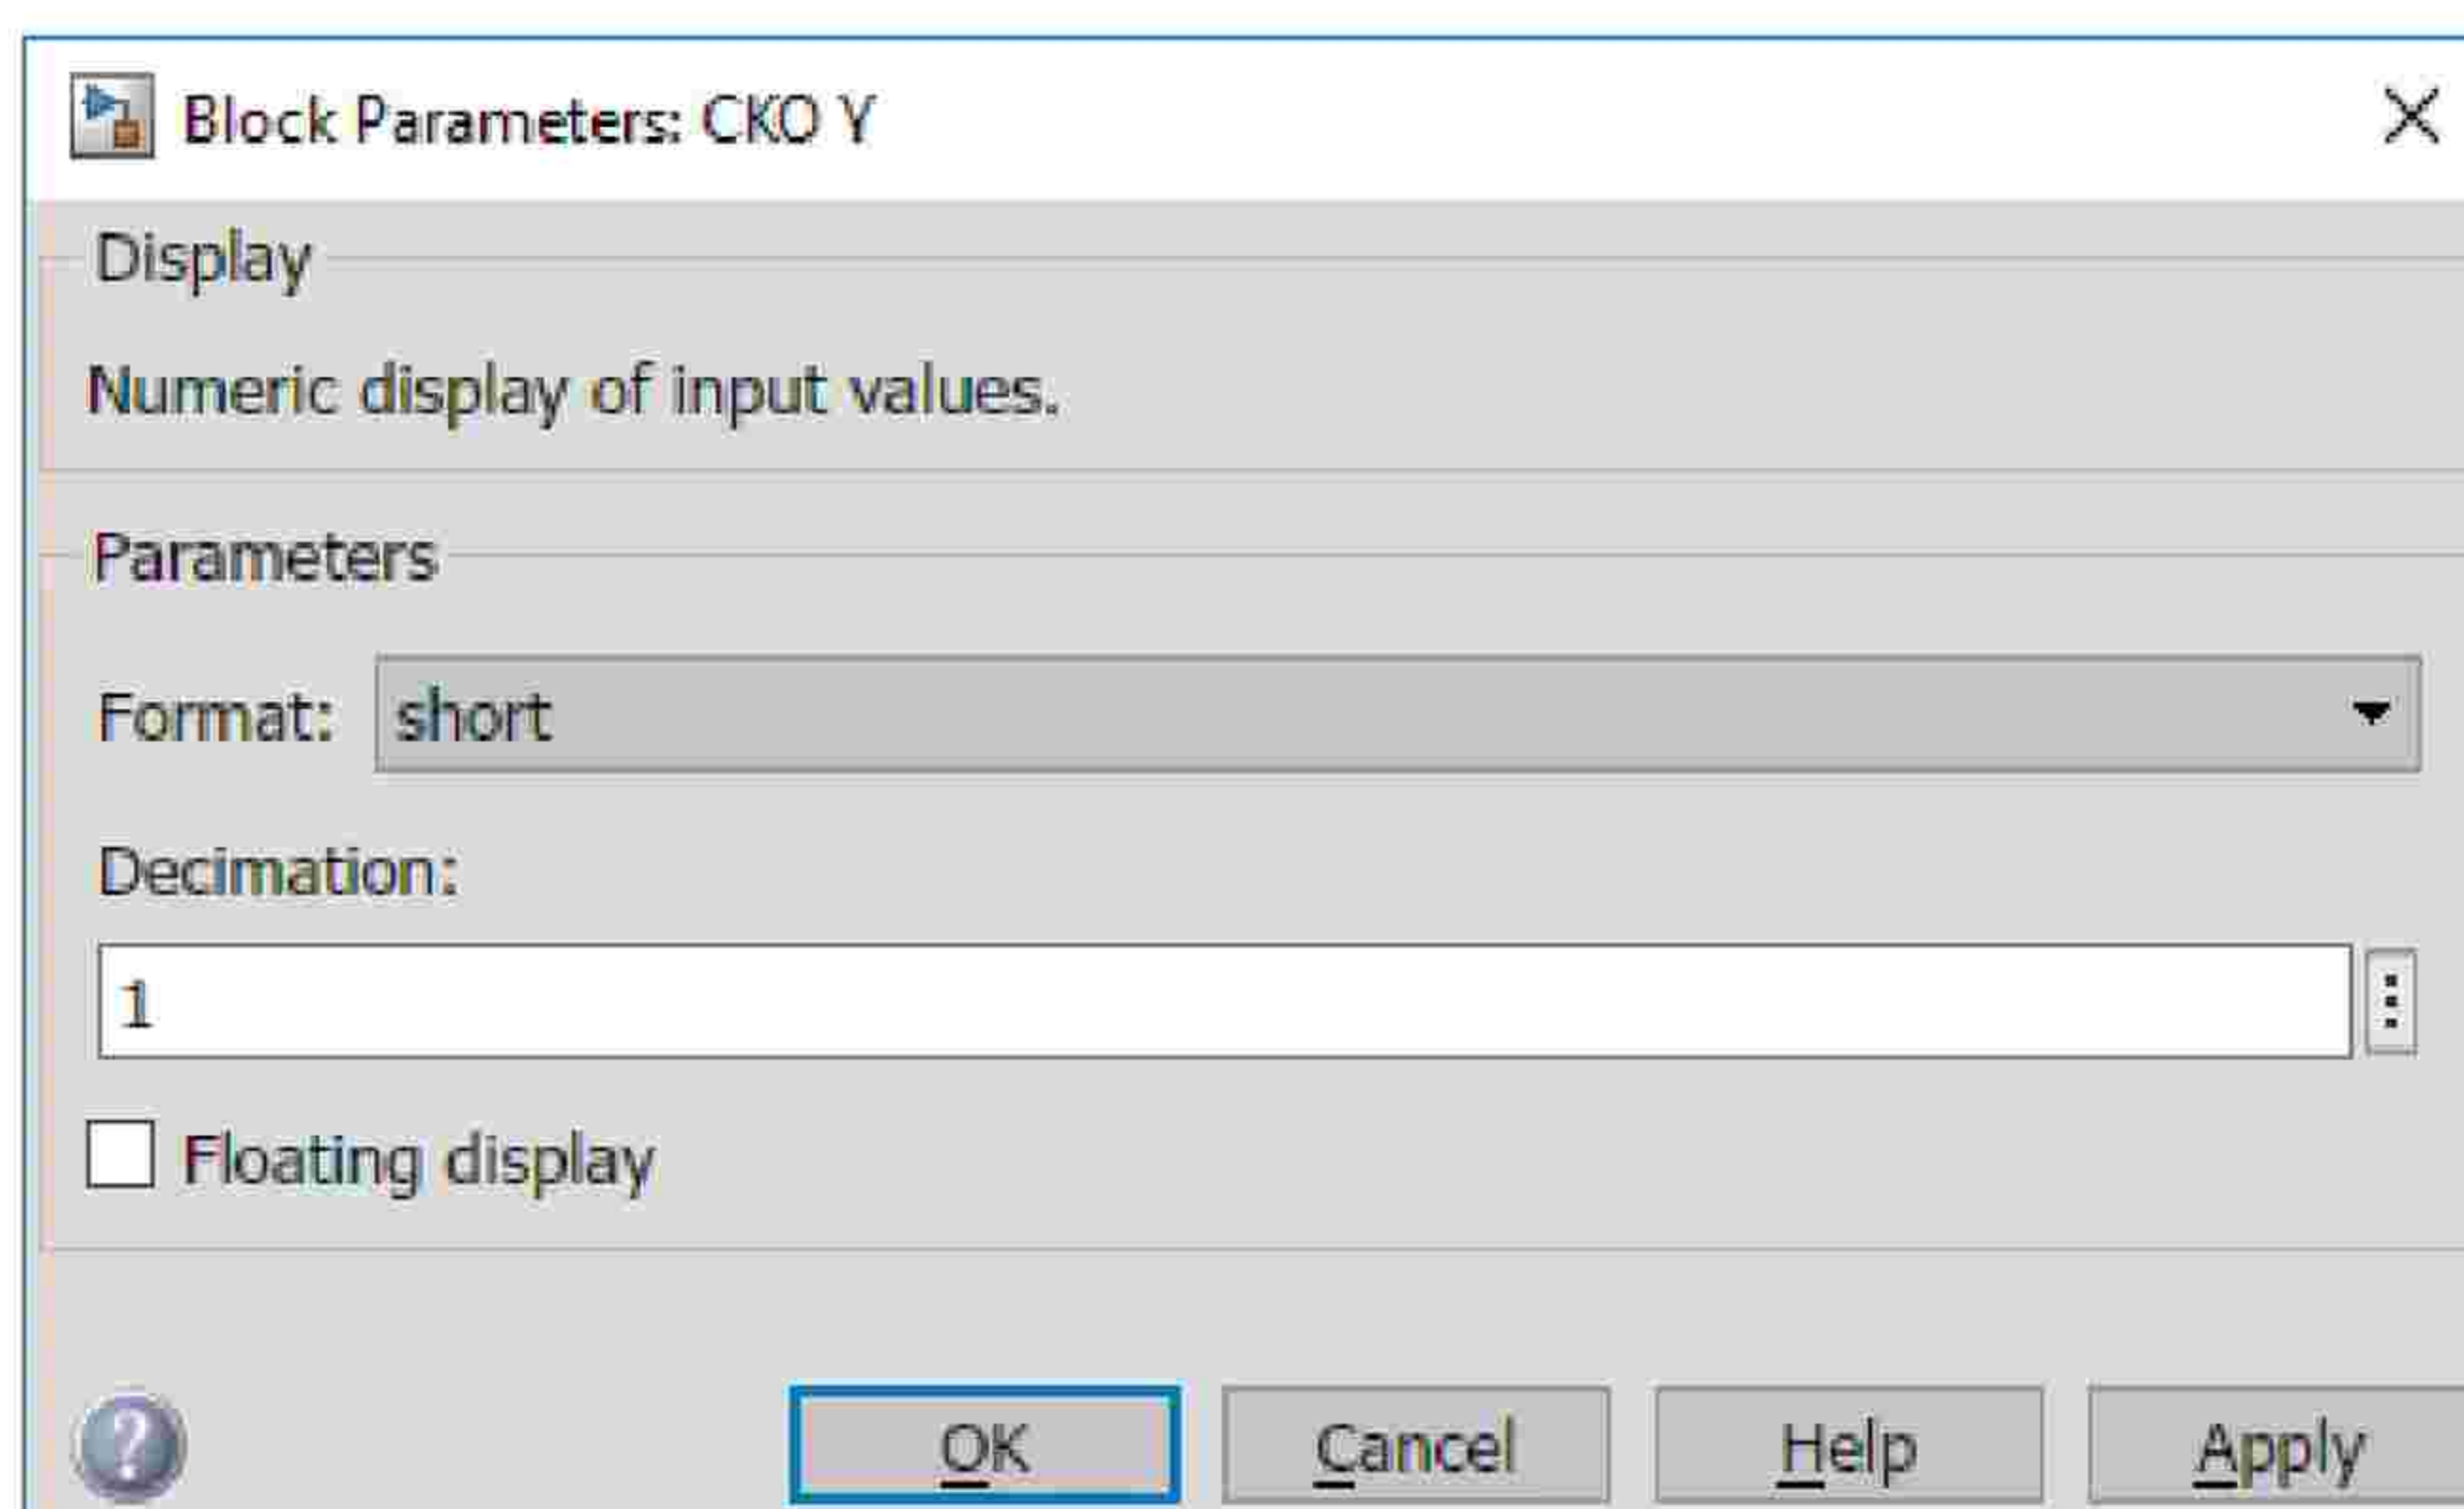 Block Parameters: СКО Y
Display
Numeric display of input values.
Parameters
Format: short
Decimation:
1
Floating display
OK Cancel Help Apply